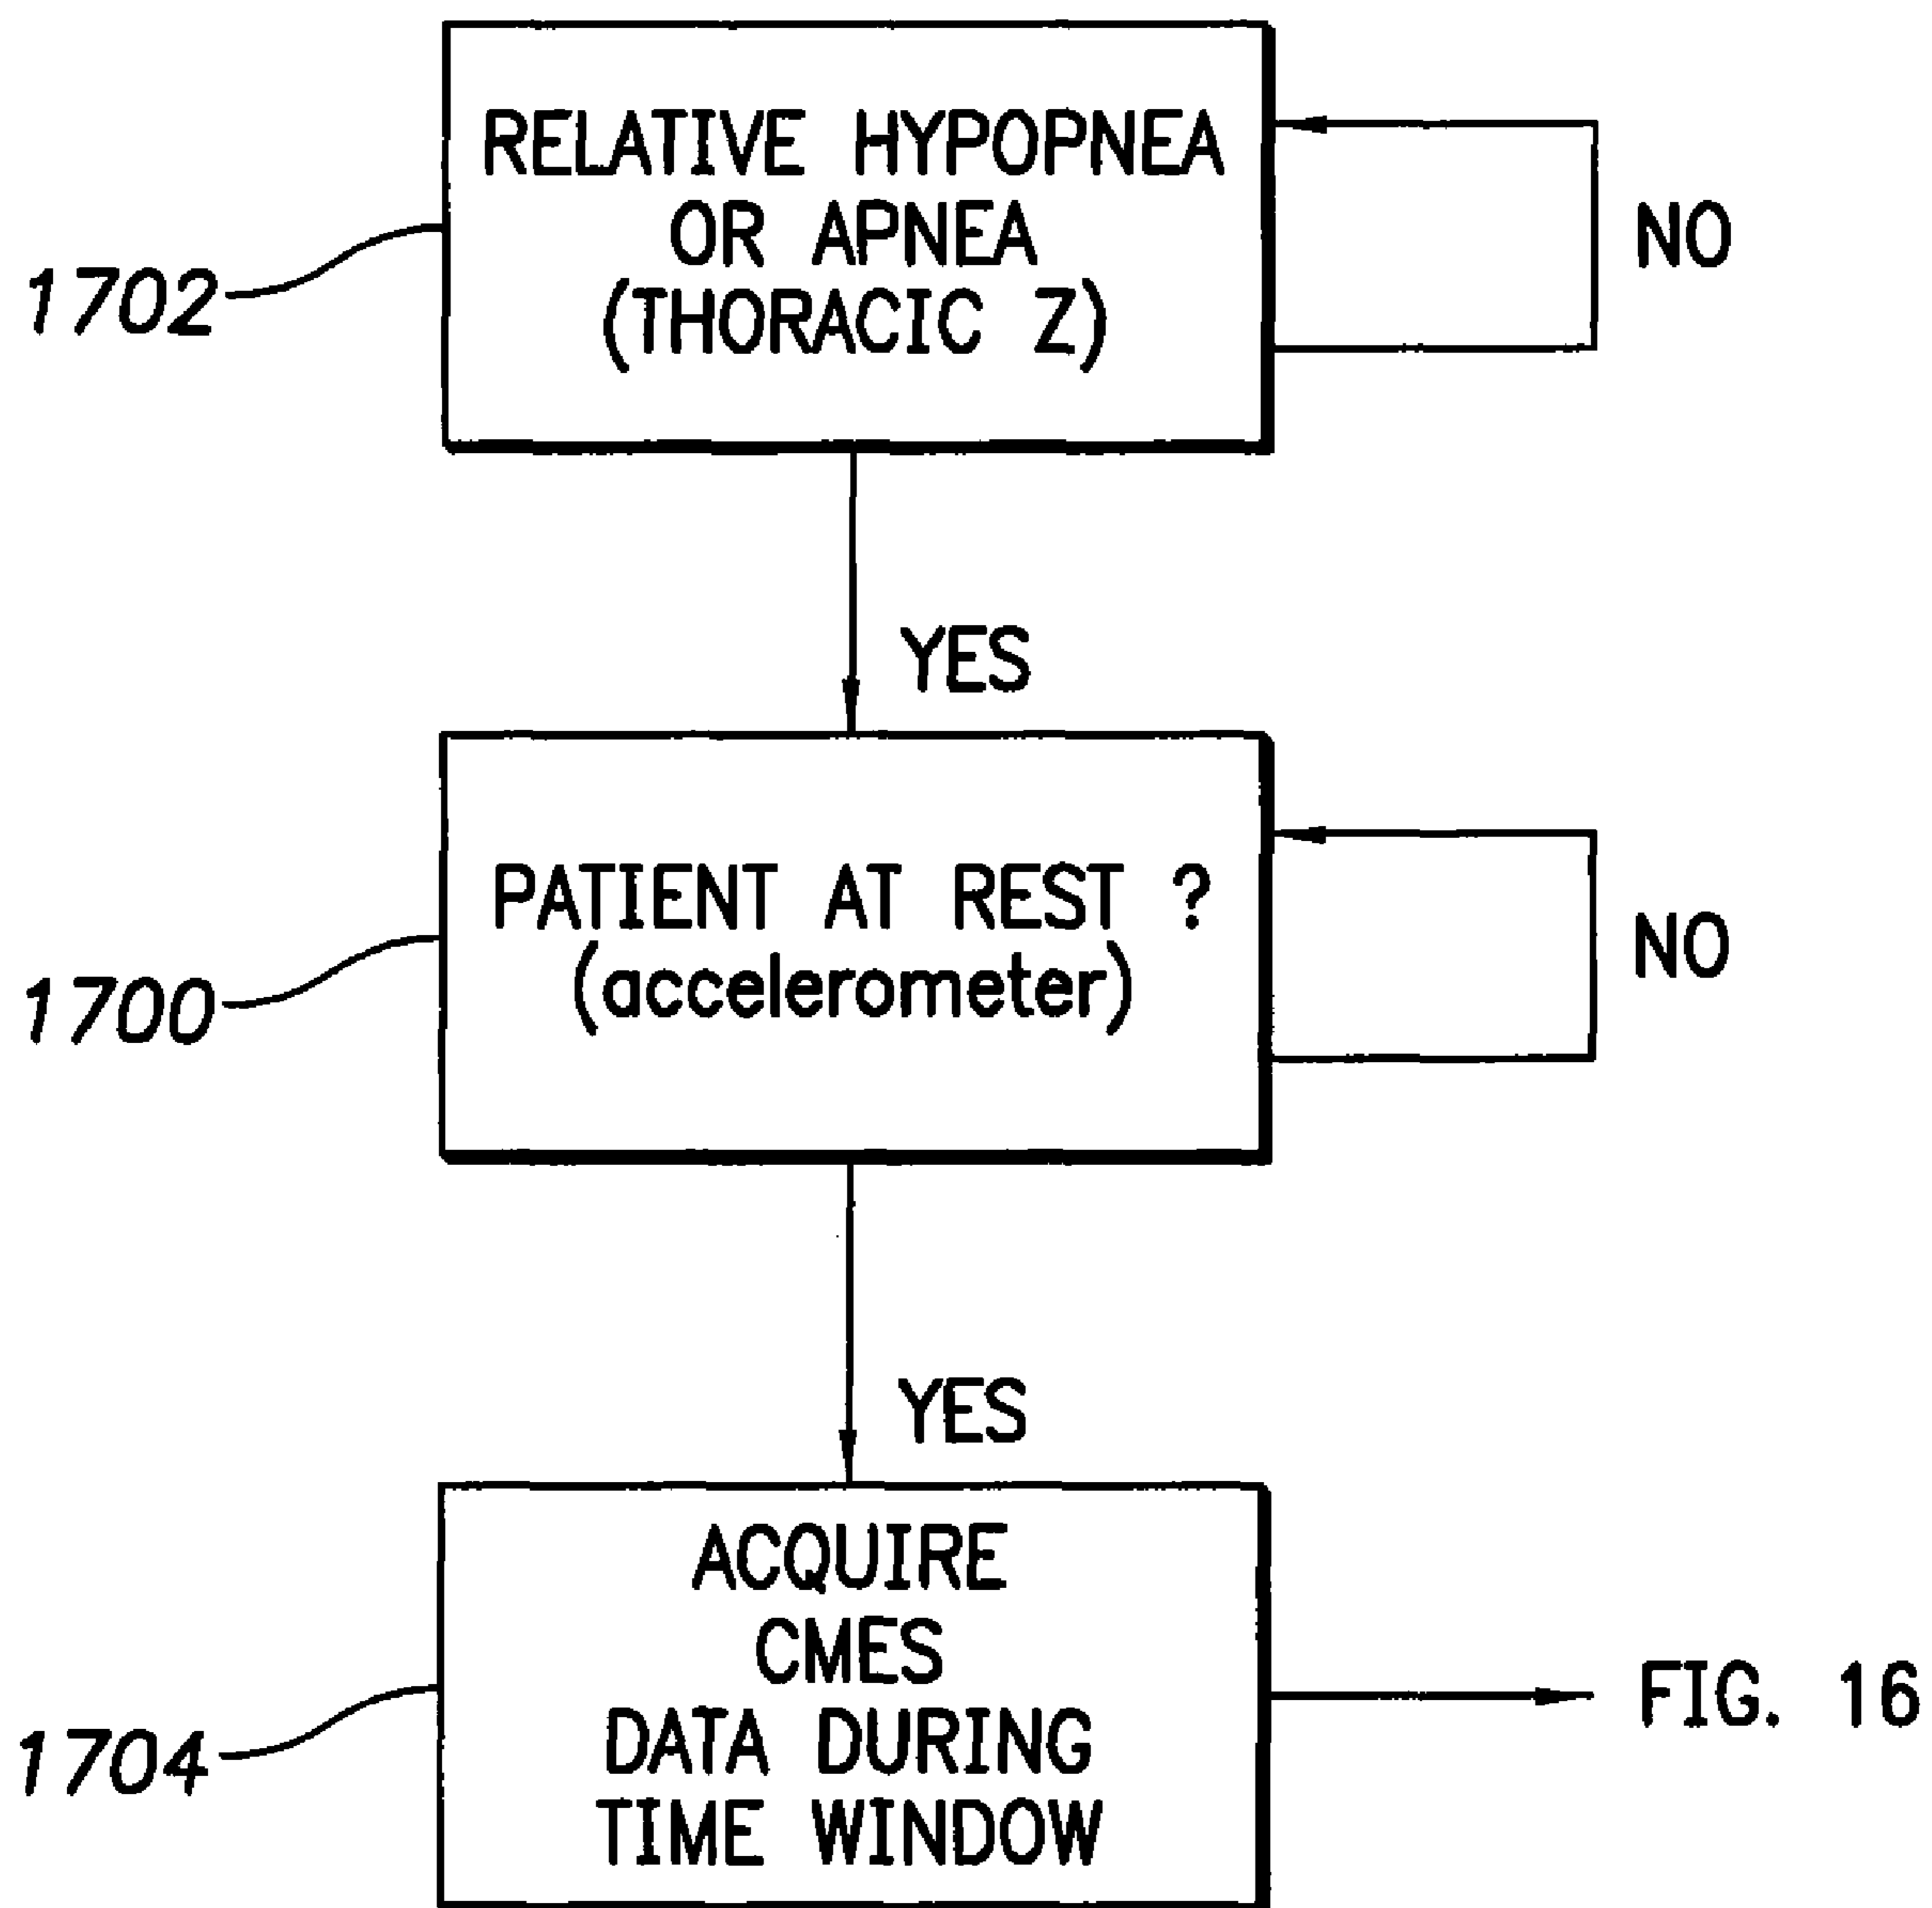 RELATIVE HYPOPNEA
OR APNEA
(THORACIC Z)
NO
1702
YES
PATIENT AT REST ?
(accelerometer)
NO
1700
YES
ACQUIRE
CMES
DATA DURING
TIME WINDOW
1704
FIG. 16